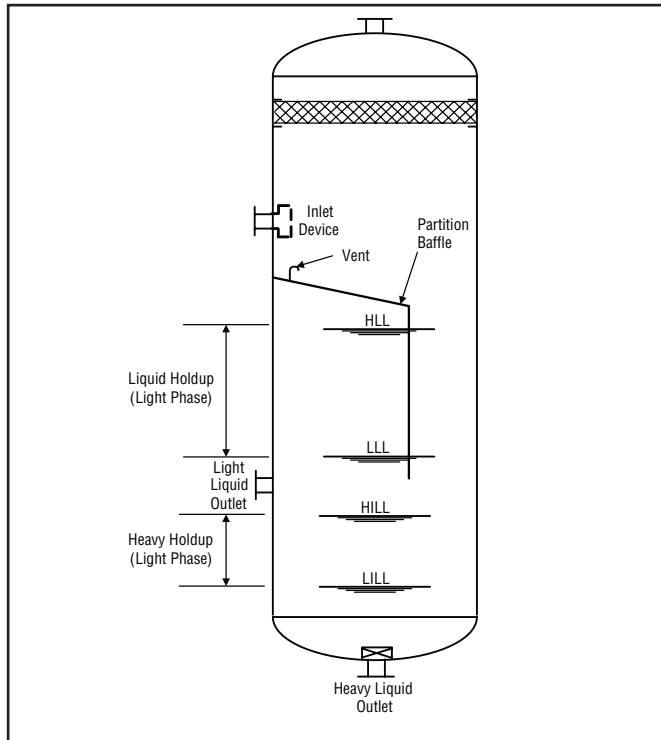 Inlet
Device
Partition
Baffle
Vent
HLL
Liquid Holdup
(Light Phase)
LLL
Light
Liquid
Outlet
HILL
Heavy Holdup
(Light Phase)
LILL
Heavy Liquid
Outlet